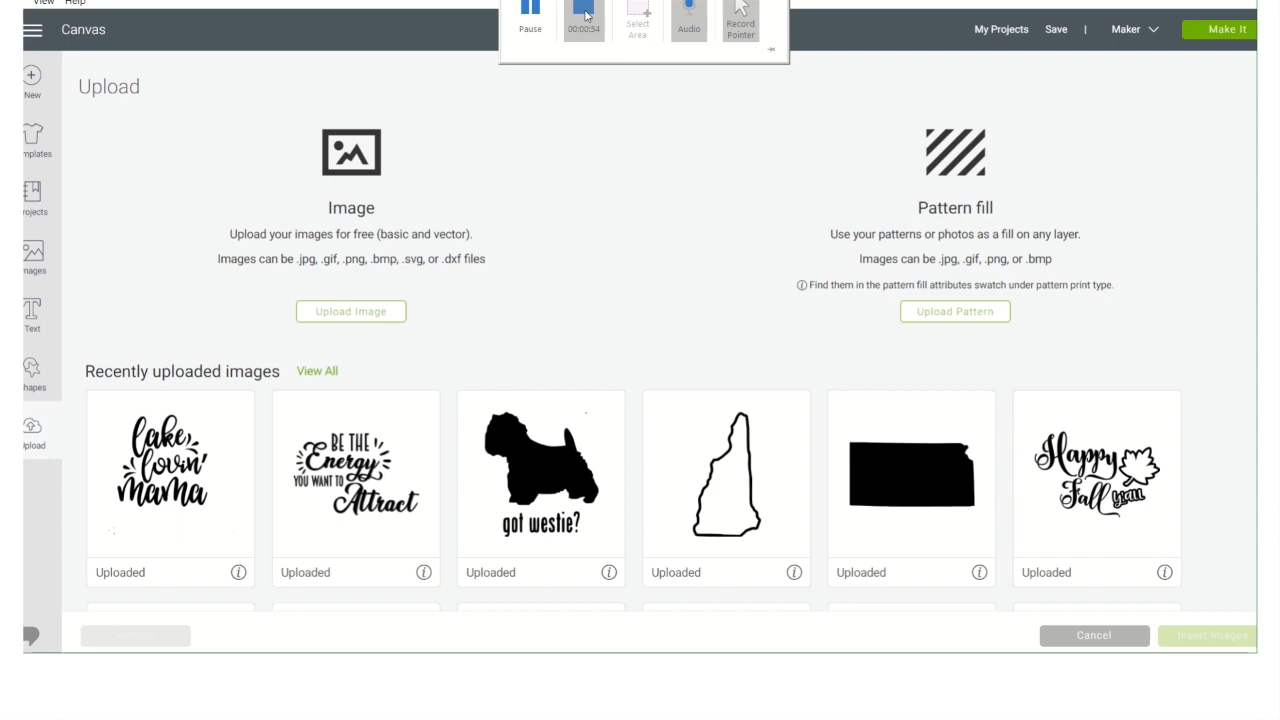 View Help
Pause
00:00:54
Select
Area
Audio
Record
Pointer
Canvas
My Projects Save | Maker Make It
New
mplates
rojects
mages
Text
hapes
pload
Upload
Image
Upload your images for free (basic and vector).
Images can be .jpg, .gif, .png, .bmp, .svg, or .dxf files
Upload Image
Pattern fill
Use your patterns or photos as a fill on any layer.
Images can be .jpg, .gif, .png, or .bmp
Find them in the pattern fill attributes swatch under pattern print type.
Upload Pattern
Recently uploaded images View All
lake
lovin'
mama
Uploaded
BE THE
Energy
YOU WANT TO
Attract
Uploaded
got westie?
Uploaded
Uploaded
Uploaded
Happy
Fall y'all
Uploaded
Cancel
Insert Images